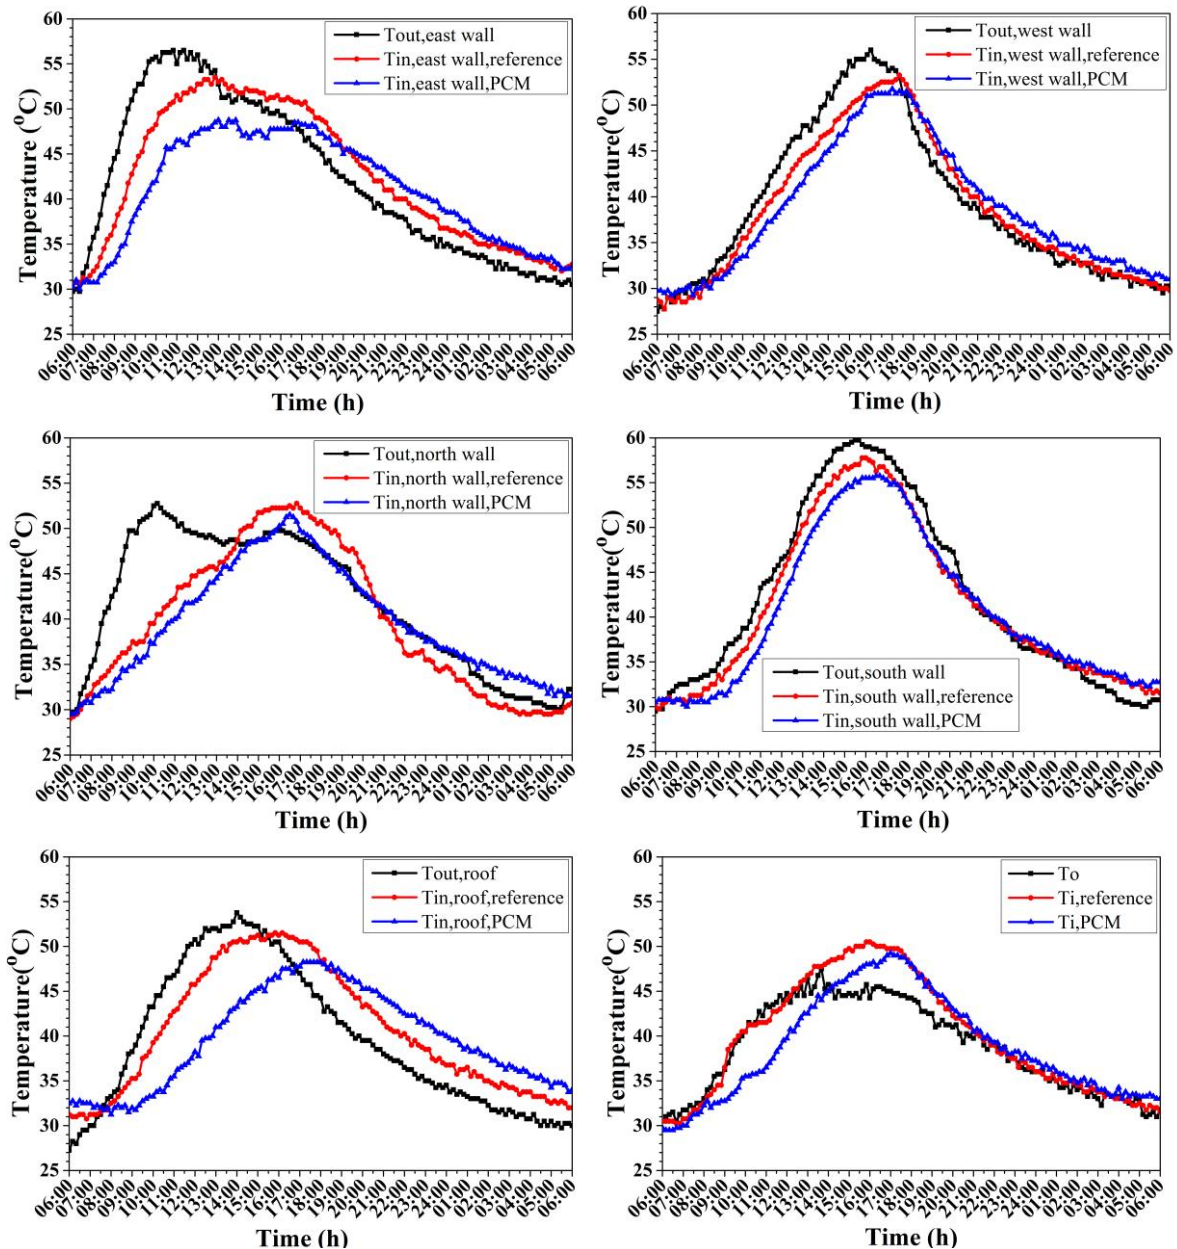 60
55
50
45
40
35
30
25
Temperature (°C)
Tout,east wall
Tin,east wall,reference
Tin,east wall,PCM
06:00 07:00 08:00 09:00 10:00 11:00 12:00 13:00 14:00 15:00 16:00 17:00 18:00 19:00 20:00 21:00 22:00 23:00 24:00 01:00 02:00 03:00 04:00 05:00 06:00
Time (h)
60
55
50
45
40
35
30
25
Temperature(°C)
Tout,west wall
Tin,west wall,reference
Tin,west wall,PCM
06:00 07:00 08:00 09:00 10:00 11:00 12:00 13:00 14:00 15:00 16:00 17:00 18:00 19:00 20:00 21:00 22:00 23:00 24:00 01:00 02:00 03:00 04:00 05:00 06:00
Time (h)
60
55
50
45
40
35
30
25
Temperature(°C)
Tout,north wall
Tin,north wall,reference
Tin,north wall,PCM
06:00 07:00 08:00 09:00 10:00 11:00 12:00 13:00 14:00 15:00 16:00 17:00 18:00 19:00 20:00 21:00 22:00 23:00 24:00 01:00 02:00 03:00 04:00 05:00 06:00
Time (h)
60
55
50
45
40
35
30
25
Temperature(°C)
Tout,south wall
Tin,south wall,reference
Tin,south wall,PCM
06:00 07:00 08:00 09:00 10:00 11:00 12:00 13:00 14:00 15:00 16:00 17:00 18:00 19:00 20:00 21:00 22:00 23:00 24:00 01:00 02:00 03:00 04:00 05:00 06:00
Time (h)
60
55
50
45
40
35
30
25
Temperature(°C)
Tout,roof
Tin,roof,reference
Tin,roof,PCM
06:00 07:00 08:00 09:00 10:00 11:00 12:00 13:00 14:00 15:00 16:00 17:00 18:00 19:00 20:00 21:00 22:00 23:00 24:00 01:00 02:00 03:00 04:00 05:00 06:00
Time (h)
60
55
50
45
40
35
30
25
Temperature(°C)
To
Ti,reference
Ti,PCM
06:00 07:00 08:00 09:00 10:00 11:00 12:00 13:00 14:00 15:00 16:00 17:00 18:00 19:00 20:00 21:00 22:00 23:00 24:00 01:00 02:00 03:00 04:00 05:00 06:00
Time (h)